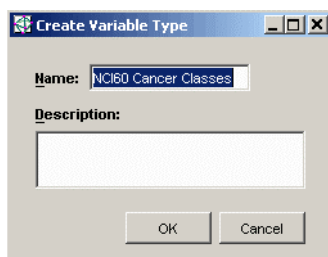 Create Variable Type
Name: NCI60 Cancer Classes
Description:
OK Cancel